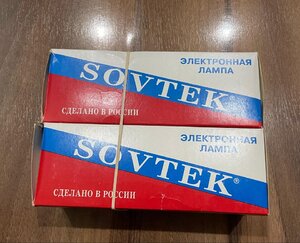 ЭЛЕКТРОННАЯ
ЛАМПА
SOVTEK
СДЕЛАНО В РОССИИ
ЭЛЕКТРОННАЯ
ЛАМПА
SOVTEK®
СДЕЛАНО В РОССИИ